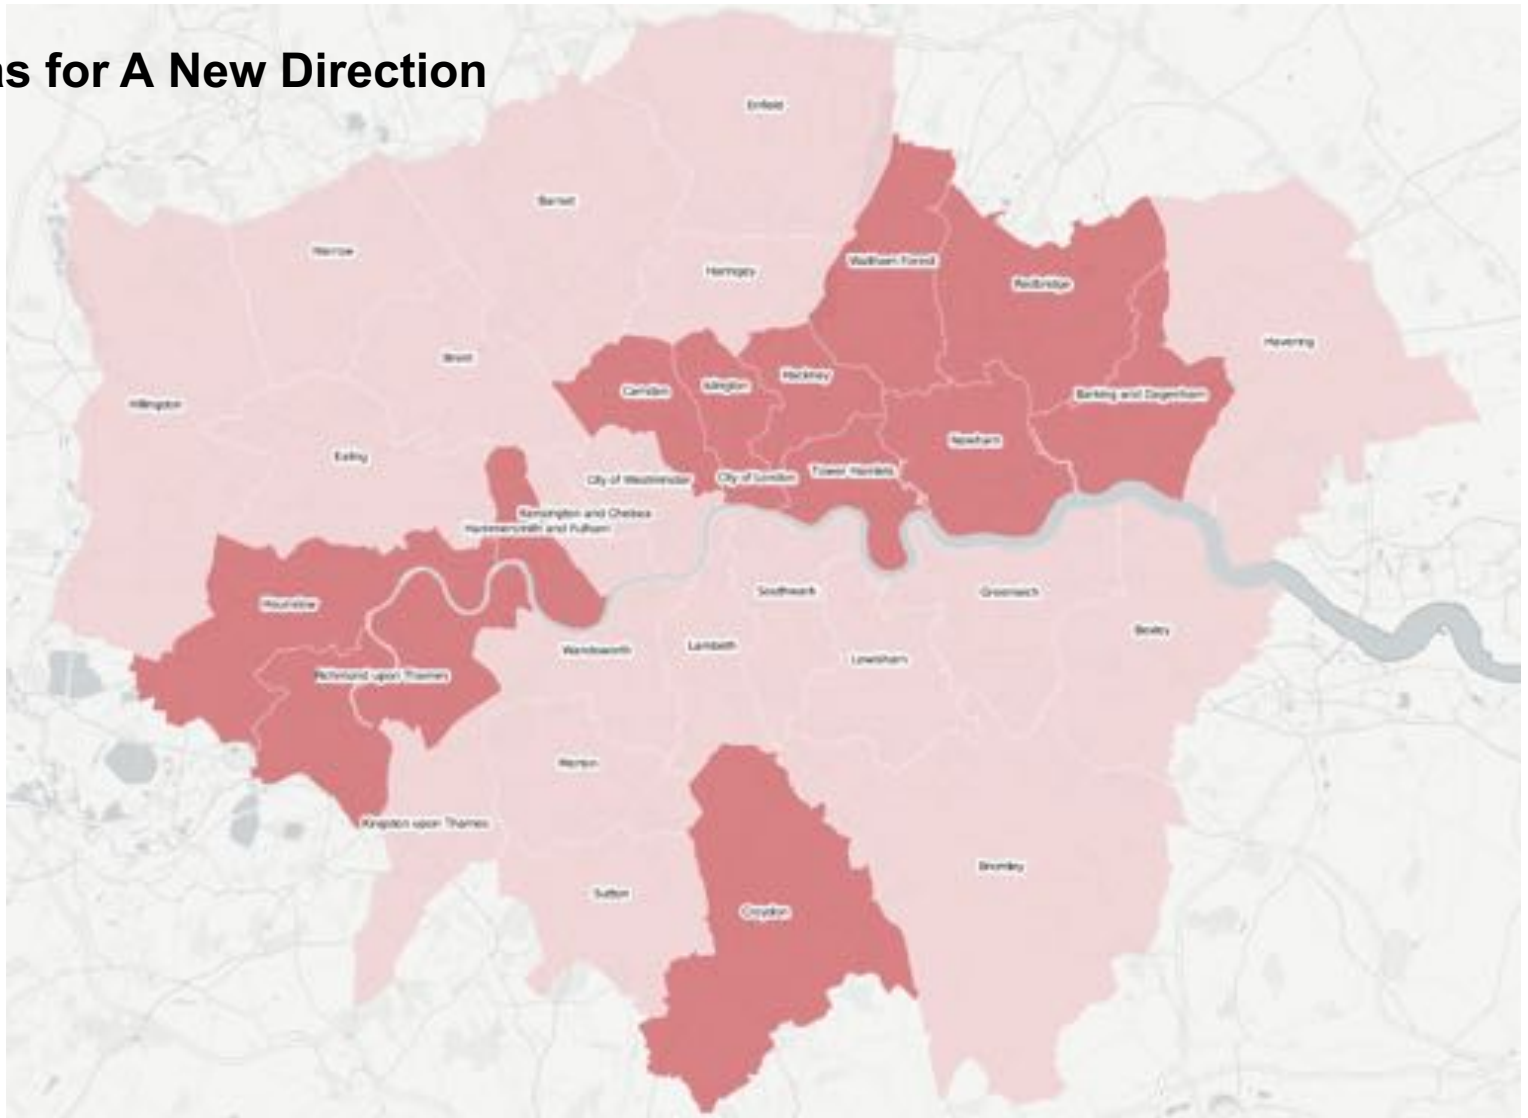 as for A New Direction
Enfield
Barnet
Harrow
Waltham Forest
Haringey
Redbridge
Havering
Brent
Hackney
Islington
Camden
Barking and Dagenham
Hillingdon
Newham
Ealing
Tower Hamlets
City of London
City of Westminster
Kensington and Chelsea
Hammersmith and Fulham
Southwark
Greenwich
Hounslow
Bexley
Lambeth
Wandsworth
Lewisham
Richmond upon Thames
Merton
Kingston upon Thames
Bromley
Sutton
Croydon